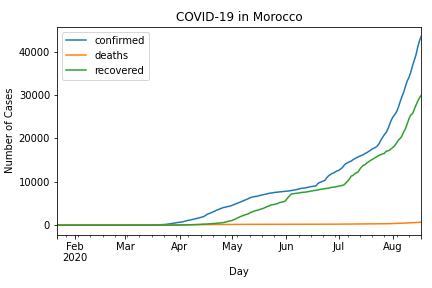 COVID-19 in Morocco
confirmed
deaths
recovered
Number of Cases
40000
30000
20000
10000
0
Feb Mar Apr May Jun Jul Aug
2020
Day